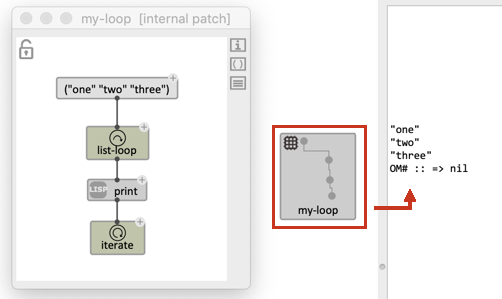 my-loop [internal patch]
("one" "two" "three")
list-loop
LISP print
iterate
my-loop
"one"
"two"
"three"
OM# :: => nil